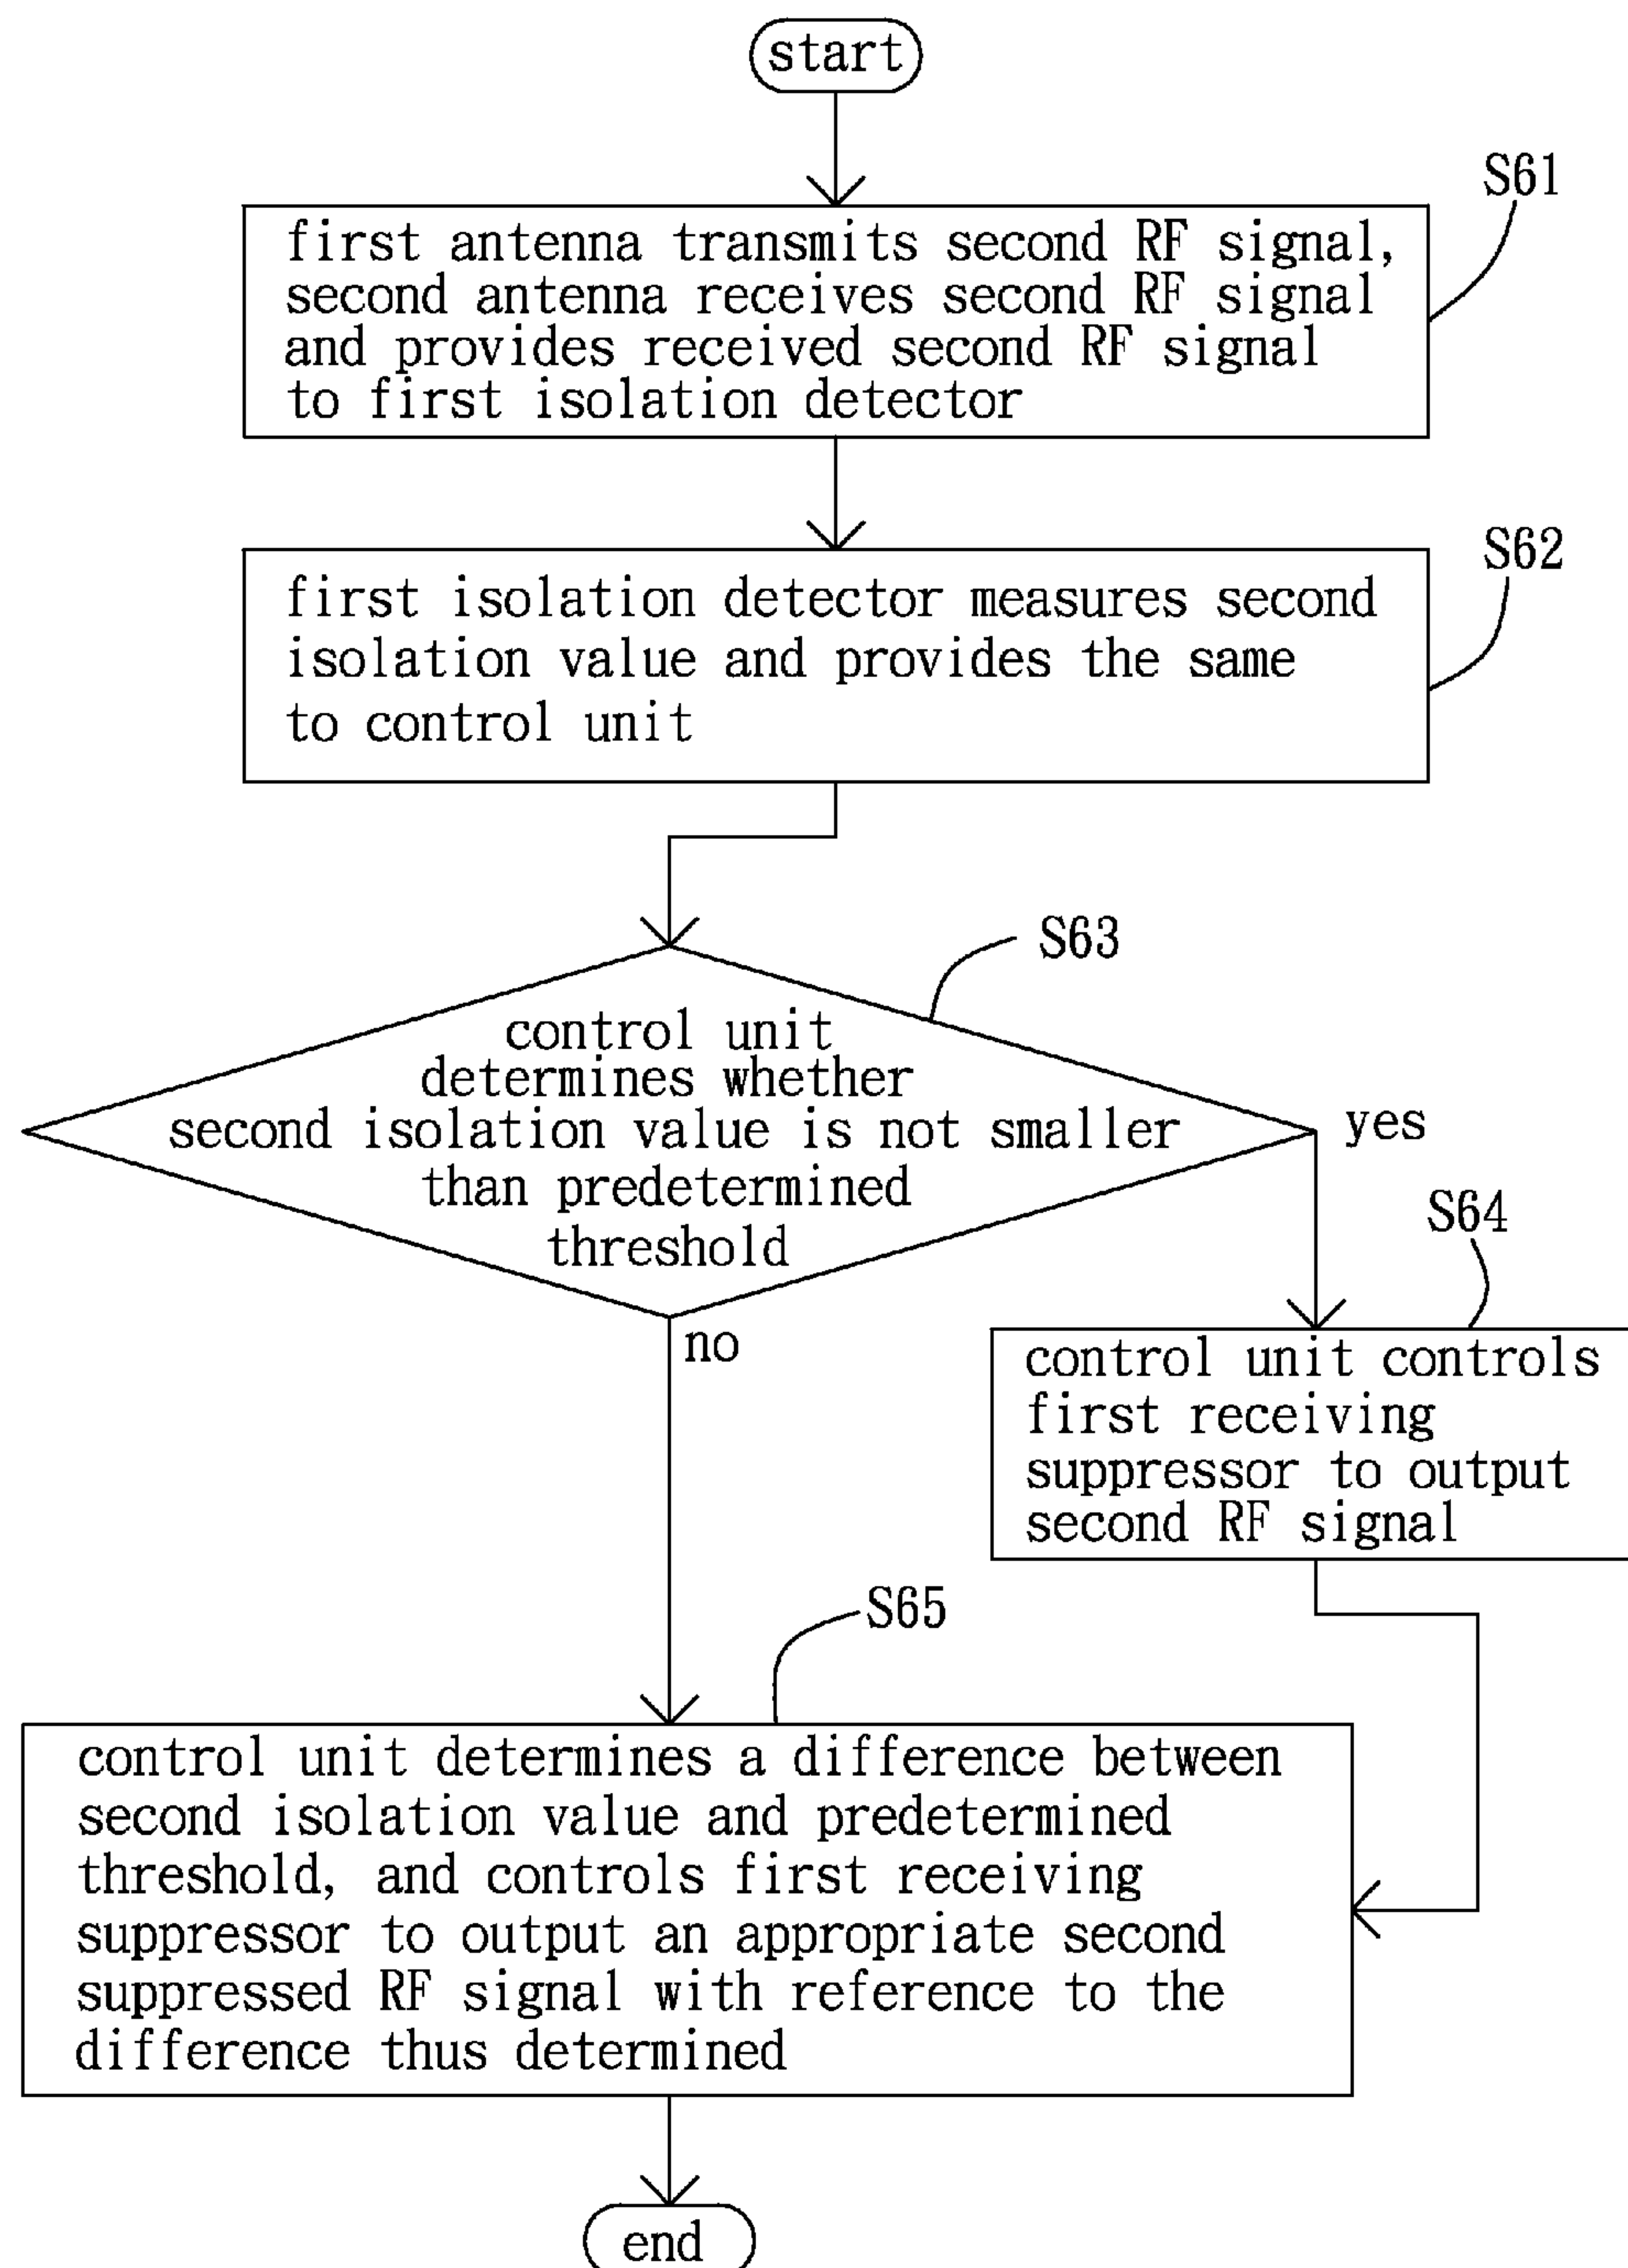 start
S61
first antenna transmits second RF signal,
second antenna receives second RF signal
and provides received second RF signal
to first isolation detector
S62
first isolation detector measures second
isolation value and provides the same
to control unit
S63
control unit
determines whether
second isolation value is not smaller
than predetermined
threshold
yes
no
S64
control unit controls
first receiving
suppressor to output
second RF signal
S65
control unit determines a difference between
second isolation value and predetermined
threshold, and controls first receiving
suppressor to output an appropriate second
suppressed RF signal with reference to the
difference thus determined
end